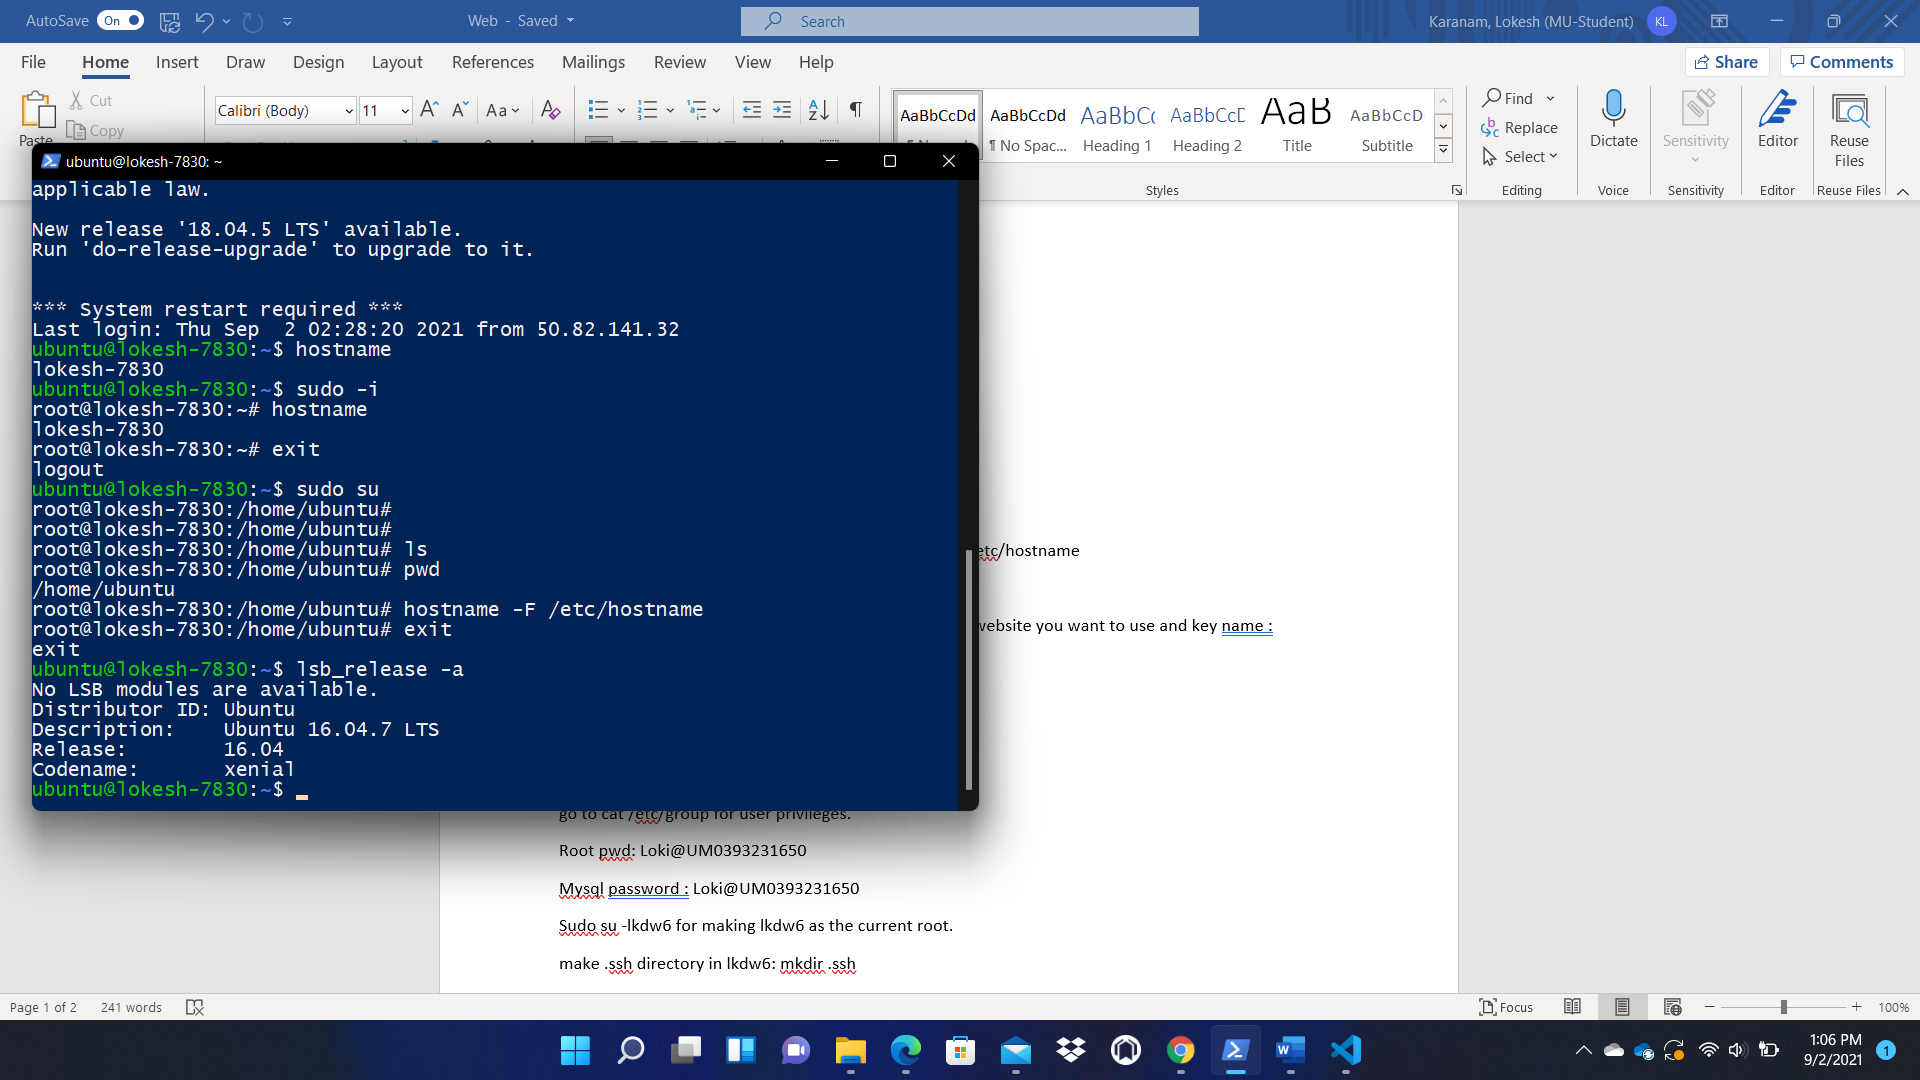 AutoSave On
Web - Saved
Search
Karanam, Lokesh (MU-Student) KL
File Home Insert Draw Design Layout References Mailings Review View Help
Share Comments
Cut
Copy
Paste
Calibri (Body) 11
Aa
AaBbCcDd AaBbCcDd AaBbCc AaBbCcD AaB AaBbCcD
¶ No Spac... Heading 1 Heading 2 Title Subtitle
Styles
Find
Replace
Select
Editing
Dictate
Voice
Sensitivity
Sensitivity
Editor
Editor
Reuse Files
Reuse Files
ubuntu@lokesh-7830: ~
applicable law.
New release '18.04.5 LTS' available.
Run 'do-release-upgrade' to upgrade to it.
*** System restart required ***
Last login: Thu Sep  2 02:28:20 2021 from 50.82.141.32
ubuntu@lokesh-7830:~$ hostname
lokesh-7830
ubuntu@lokesh-7830:~$ sudo -i
root@lokesh-7830:~# hostname
lokesh-7830
root@lokesh-7830:~# exit
logout
ubuntu@lokesh-7830:~$ sudo su
root@lokesh-7830:/home/ubuntu#
root@lokesh-7830:/home/ubuntu#
root@lokesh-7830:/home/ubuntu# ls
root@lokesh-7830:/home/ubuntu# pwd
/home/ubuntu
root@lokesh-7830:/home/ubuntu# hostname -F /etc/hostname
root@lokesh-7830:/home/ubuntu# exit
exit
ubuntu@lokesh-7830:~$ lsb_release -a
No LSB modules are available.
Distributor ID: Ubuntu
Description:    Ubuntu 16.04.7 LTS
Release:        16.04
Codename:       xenial
ubuntu@lokesh-7830:~$
etc/hostname
website you want to use and key name :
go to cat /etc/group for user privileges.
Root pwd: Loki@UM0393231650
Mysql password : Loki@UM0393231650
Sudo su -lkdw6 for making lkdw6 as the current root.
make .ssh directory in lkdw6: mkdir .ssh
Page 1 of 2 241 words
Focus
100%
1:06 PM
9/2/2021
1